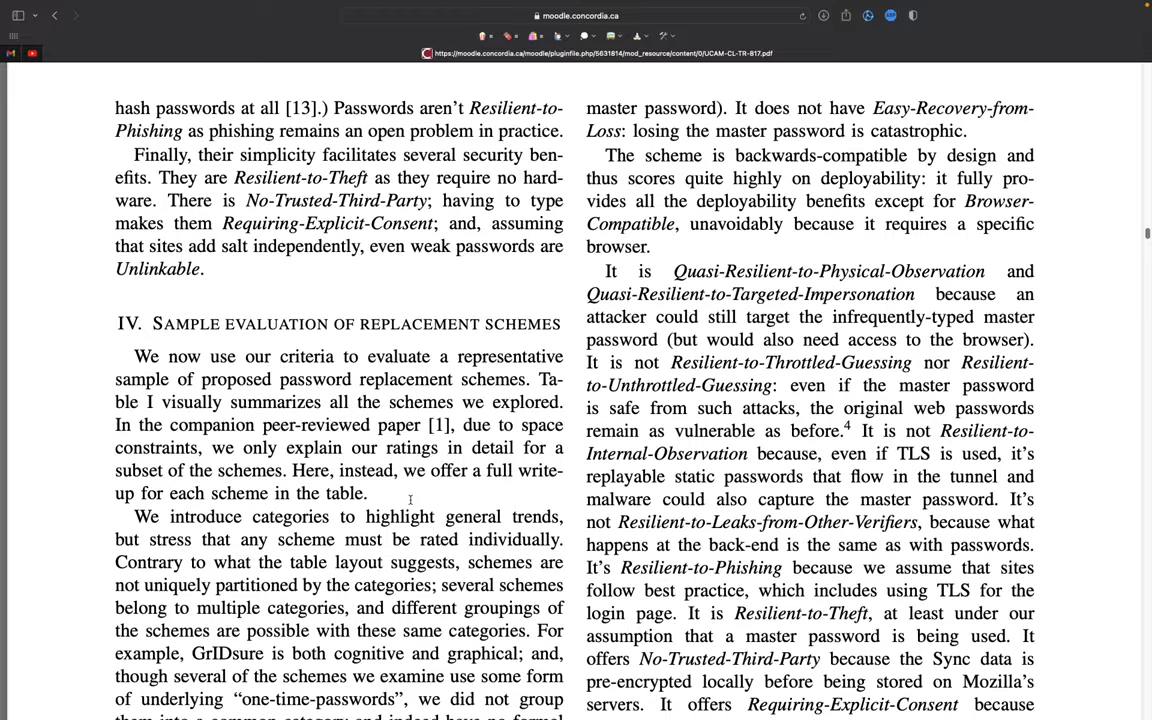 moodle.concordia.ca
https://moodle.concordia.ca/moodle/pluginfile.php/5631814/mod_resource/content/0/UCAM-CL-TR-817.pdf
hash passwords at all [13].) Passwords aren’t Resilient-to-
Phishing as phishing remains an open problem in practice.
Finally, their simplicity facilitates several security ben-
efits. They are Resilient-to-Theft as they require no hard-
ware. There is No-Trusted-Third-Party; having to type
makes them Requiring-Explicit-Consent; and, assuming
that sites add salt independently, even weak passwords are
Unlinkable.
IV. SAMPLE EVALUATION OF REPLACEMENT SCHEMES
We now use our criteria to evaluate a representative
sample of proposed password replacement schemes. Ta-
ble I visually summarizes all the schemes we explored.
In the companion peer-reviewed paper [1], due to space
constraints, we only explain our ratings in detail for a
subset of the schemes. Here, instead, we offer a full write-
up for each scheme in the table.
We introduce categories to highlight general trends,
but stress that any scheme must be rated individually.
Contrary to what the table layout suggests, schemes are
not uniquely partitioned by the categories; several schemes
belong to multiple categories, and different groupings of
the schemes are possible with these same categories. For
example, GrIDsure is both cognitive and graphical; and,
though several of the schemes we examine use some form
of underlying “one-time-passwords”, we did not group
them into a common category and indeed have no formal
master password). It does not have Easy-Recovery-from-
Loss: losing the master password is catastrophic.
The scheme is backwards-compatible by design and
thus scores quite highly on deployability: it fully pro-
vides all the deployability benefits except for Browser-
Compatible, unavoidably because it requires a specific
browser.
It is Quasi-Resilient-to-Physical-Observation and
Quasi-Resilient-to-Targeted-Impersonation because an
attacker could still target the infrequently-typed master
password (but would also need access to the browser).
It is not Resilient-to-Throttled-Guessing nor Resilient-
to-Unthrottled-Guessing: even if the master password
is safe from such attacks, the original web passwords
remain as vulnerable as before.4 It is not Resilient-to-
Internal-Observation because, even if TLS is used, it’s
replayable static passwords that flow in the tunnel and
malware could also capture the master password. It’s
not Resilient-to-Leaks-from-Other-Verifiers, because what
happens at the back-end is the same as with passwords.
It’s Resilient-to-Phishing because we assume that sites
follow best practice, which includes using TLS for the
login page. It is Resilient-to-Theft, at least under our
assumption that a master password is being used. It
offers No-Trusted-Third-Party because the Sync data is
pre-encrypted locally before being stored on Mozilla’s
servers. It offers Requiring-Explicit-Consent because